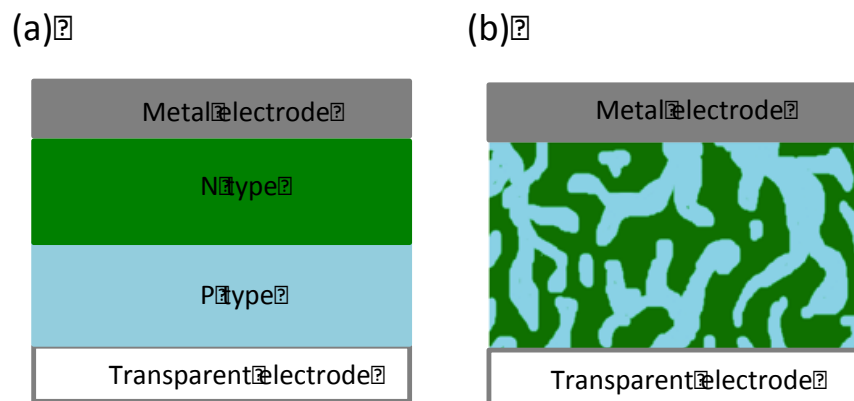 (a)⍰
(b)⍰
Metal⍰electrode⍰
Metal⍰electrode⍰
N⍰type⍰
P⍰type⍰
Transparent⍰electrode⍰
Transparent⍰electrode⍰